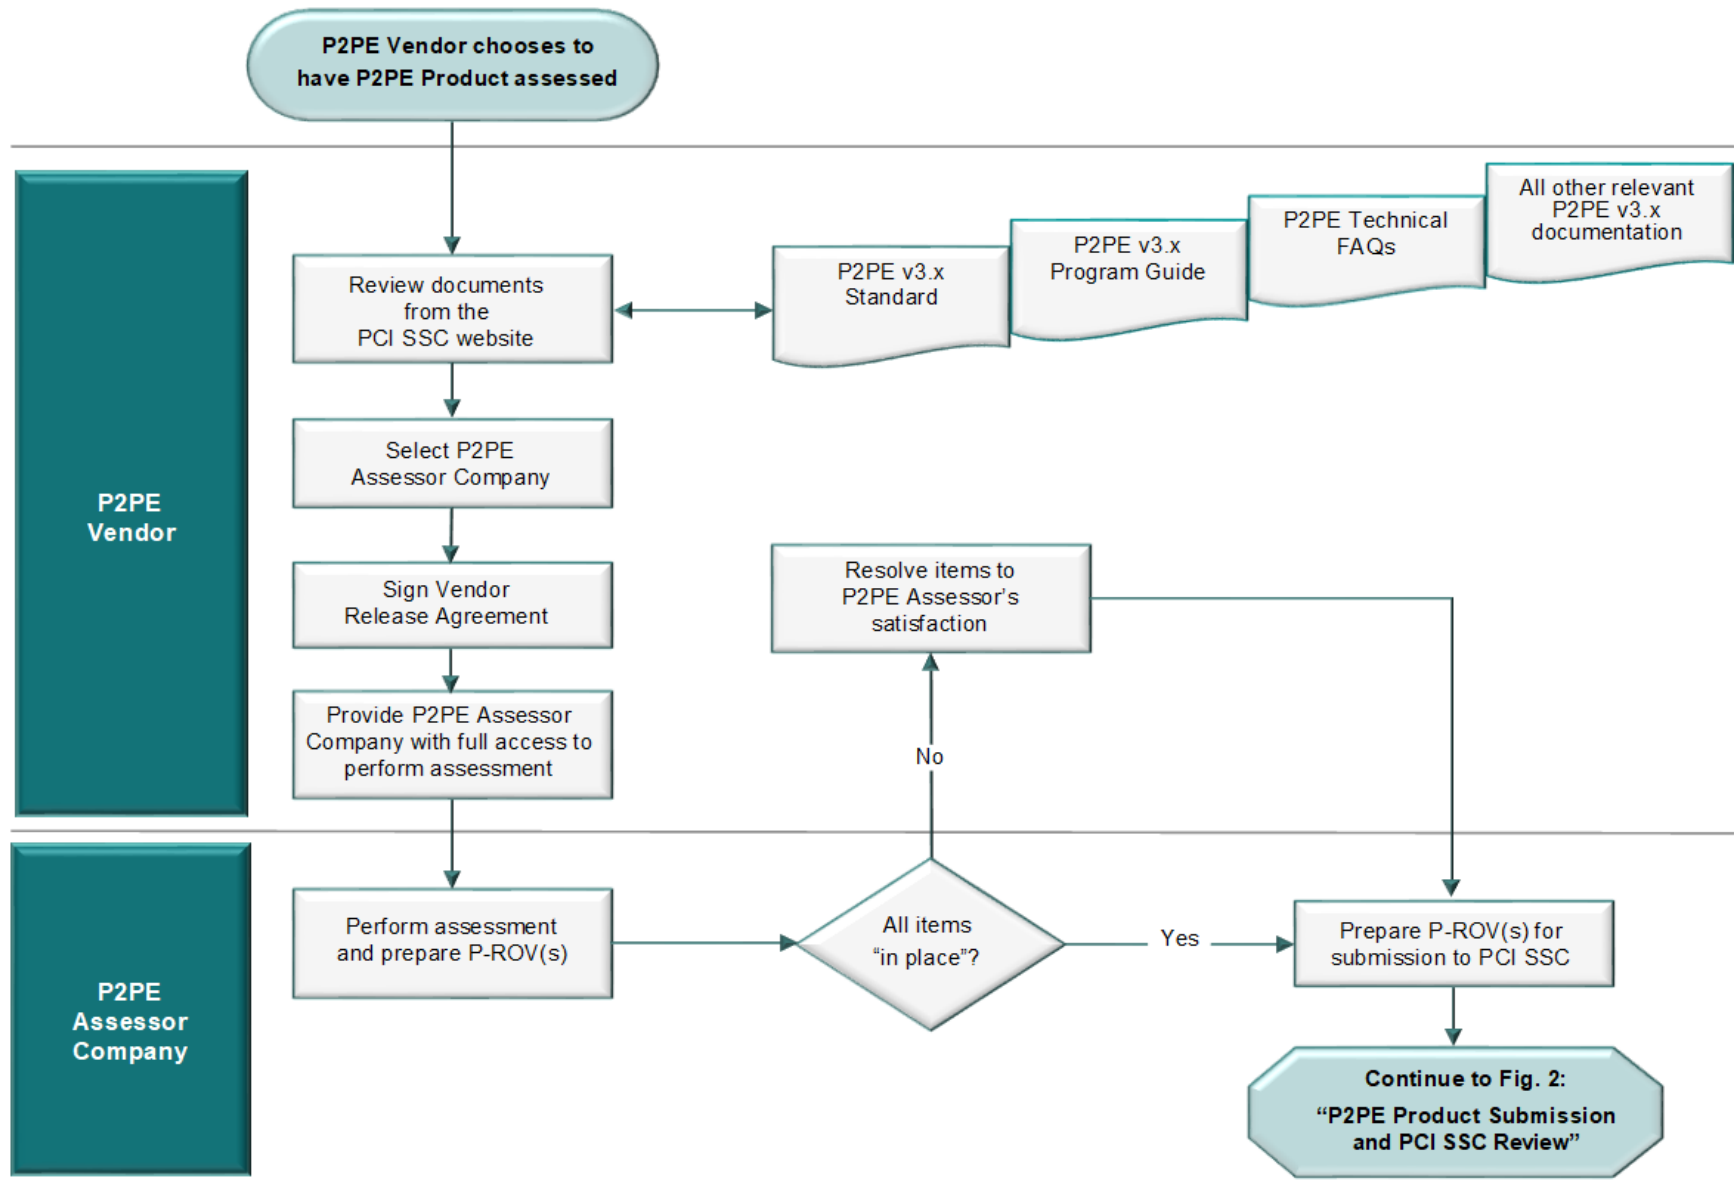 P2PE Vendor chooses to
have P2PE Product assessed
P2PE
Vendor
Review documents
from the
PCI SSC website
P2PE v3.x
Standard
P2PE v3.x
Program Guide
P2PE Technical
FAQs
All other relevant
P2PE v3.x
documentation
Select P2PE
Assessor Company
Sign Vendor
Release Agreement
Provide P2PE Assessor
Company with full access to
perform assessment
Resolve items to
P2PE Assessor’s
satisfaction
No
P2PE
Assessor
Company
Perform assessment
and prepare P-ROV(s)
All items
“in place”?
Yes
Prepare P-ROV(s) for
submission to PCI SSC
Continue to Fig. 2:
“P2PE Product Submission
and PCI SSC Review”